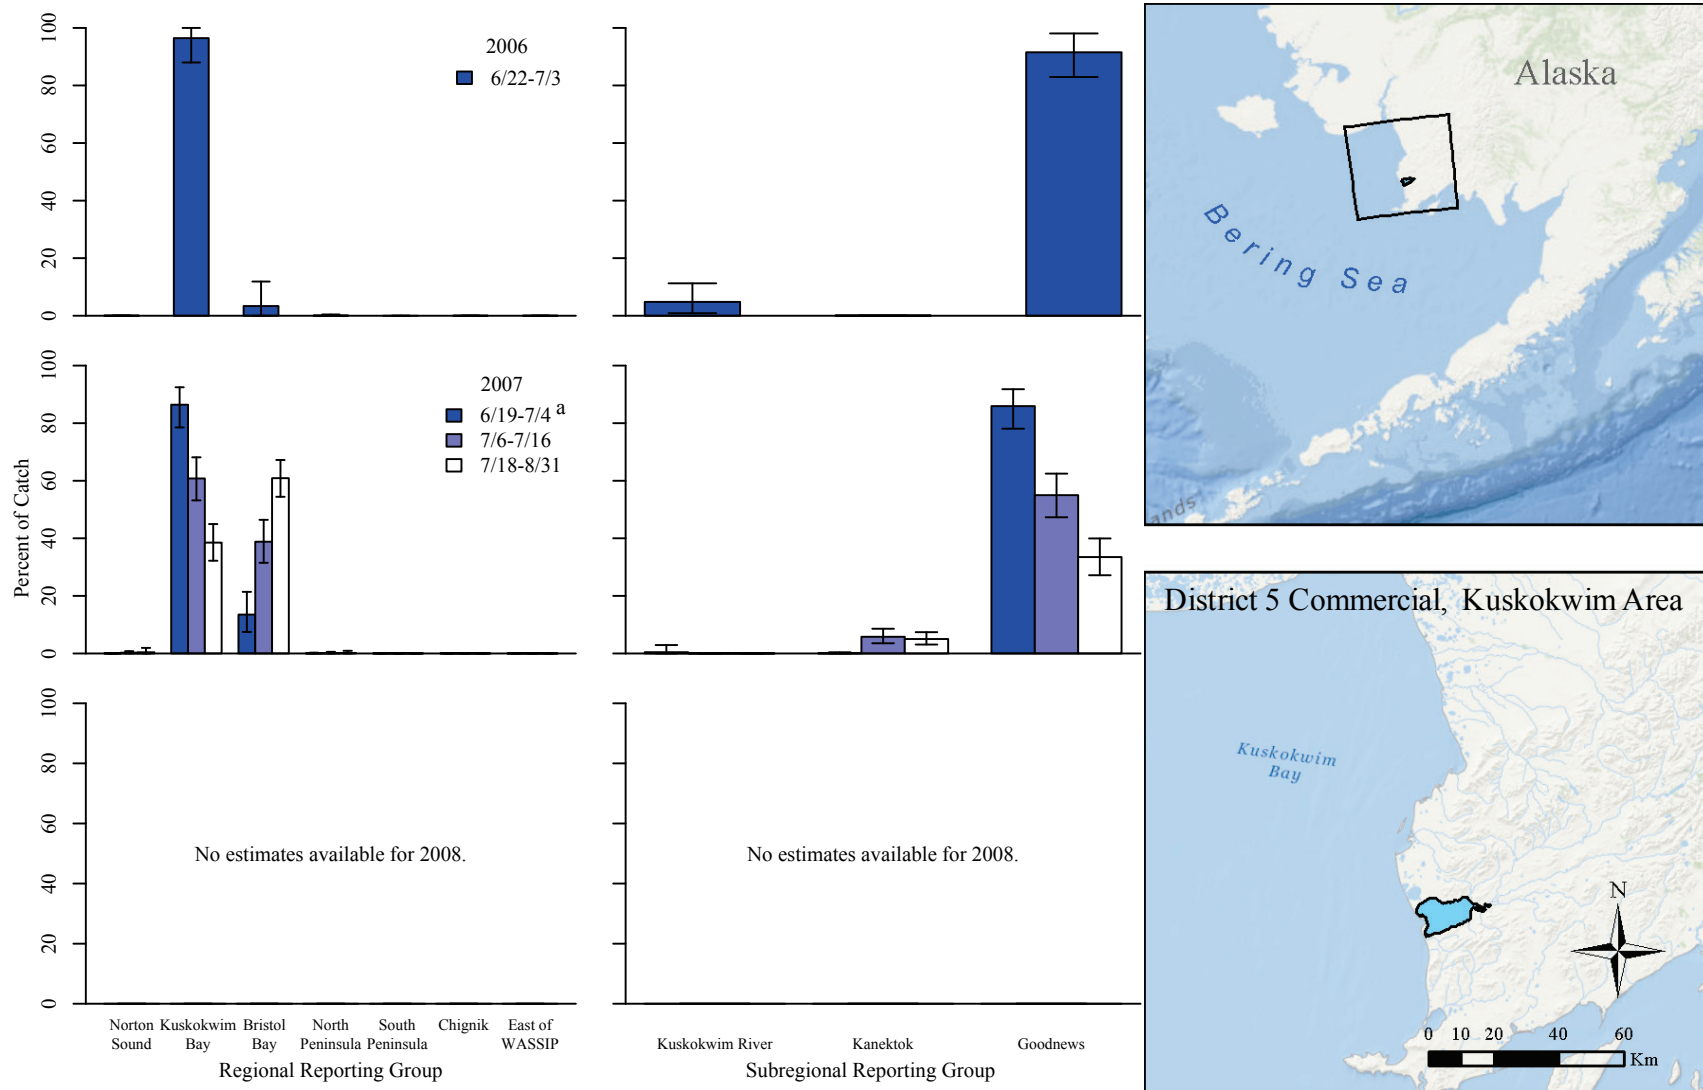 Percent of Catch
100
80
60
40
20
0
2006
6/22-7/3
100
80
60
40
20
0
2007
6/19-7/4 a
7/6-7/16
7/18-8/31
100
80
60
40
20
0
No estimates available for 2008.
No estimates available for 2008.
Norton Sound
Kuskokwim Bay
Bristol Bay
North Peninsula
South Peninsula
Chignik
East of WASSIP
Regional Reporting Group
Kuskokwim River
Kanektok
Goodnews
Subregional Reporting Group
Alaska
Bering Sea
ands
District 5 Commercial, Kuskokwim Area
Kuskokwim
Bay
N
0 10 20 40 60
Km